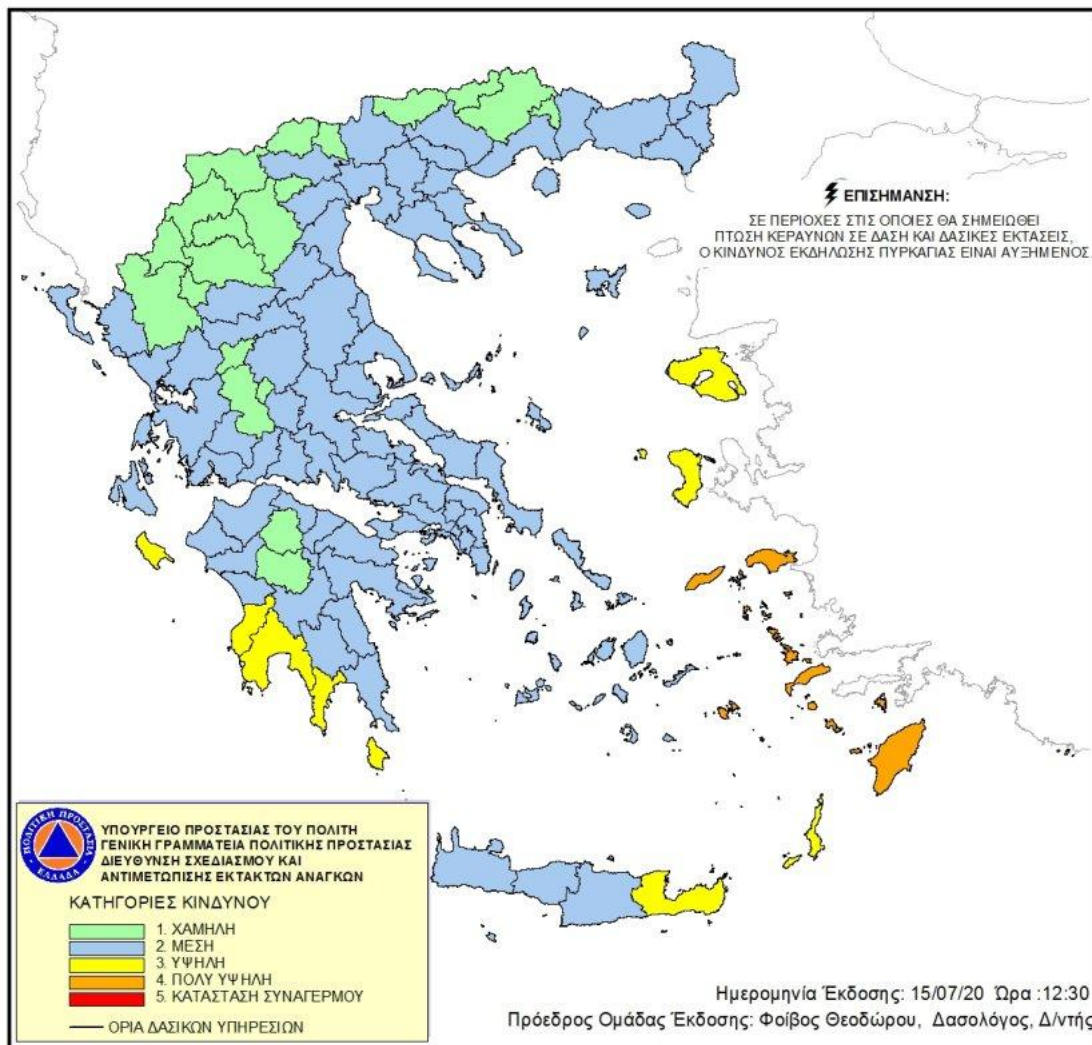 ΕΠΙΣΗΜΑΝΣΗ:
ΣΕ ΠΕΡΙΟΧΕΣ ΣΤΙΣ ΟΠΟΙΕΣ ΘΑ ΣΗΜΕΙΩΘΕΙ
ΠΤΩΣΗ ΚΕΡΑΥΝΩΝ ΣΕ ΔΑΣΗ ΚΑΙ ΔΑΣΙΚΕΣ ΕΚΤΑΣΕΙΣ,
Ο ΚΙΝΔΥΝΟΣ ΕΚΔΗΛΩΣΗΣ ΠΥΡΚΑΓΙΑΣ ΕΙΝΑΙ ΑΥΞΗΜΕΝΟΣ.
ΠΟΛΙΤΙΚΗ ΠΡΟΣΤΑΣΙΑ
ΕΛΛΑΔΑ
ΥΠΟΥΡΓΕΙΟ ΠΡΟΣΤΑΣΙΑΣ ΤΟΥ ΠΟΛΙΤΗ
ΓΕΝΙΚΗ ΓΡΑΜΜΑΤΕΙΑ ΠΟΛΙΤΙΚΗΣ ΠΡΟΣΤΑΣΙΑΣ
ΔΙΕΥΘΥΝΣΗ ΣΧΕΔΙΑΣΜΟΥ ΚΑΙ
ΑΝΤΙΜΕΤΩΠΙΣΗΣ ΕΚΤΑΚΤΩΝ ΑΝΑΓΚΩΝ
ΚΑΤΗΓΟΡΙΕΣ ΚΙΝΔΥΝΟΥ
1. ΧΑΜΗΛΗ
2. ΜΕΣΗ
3. ΥΨΗΛΗ
4. ΠΟΛΥ ΥΨΗΛΗ
5. ΚΑΤΑΣΤΑΣΗ ΣΥΝΑΓΕΡΜΟΥ
ΟΡΙΑ ΔΑΣΙΚΩΝ ΥΠΗΡΕΣΙΩΝ
Ημερομηνία Έκδοσης: 15/07/20 Ώρα :12:30
Πρόεδρος Ομάδας Έκδοσης: Φοίβος Θεοδώρου, Δασολόγος, Δ/ντής